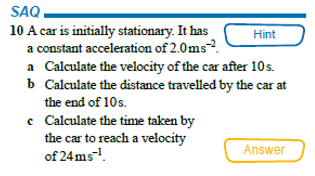 SAQ
10 A car is initially stationary. It has
Hint
a constant acceleration of 2.0 ms⁻².
a Calculate the velocity of the car after 10 s.
b Calculate the distance travelled by the car at
the end of 10 s.
c Calculate the time taken by
the car to reach a velocity
of 24 ms⁻¹.
Answer